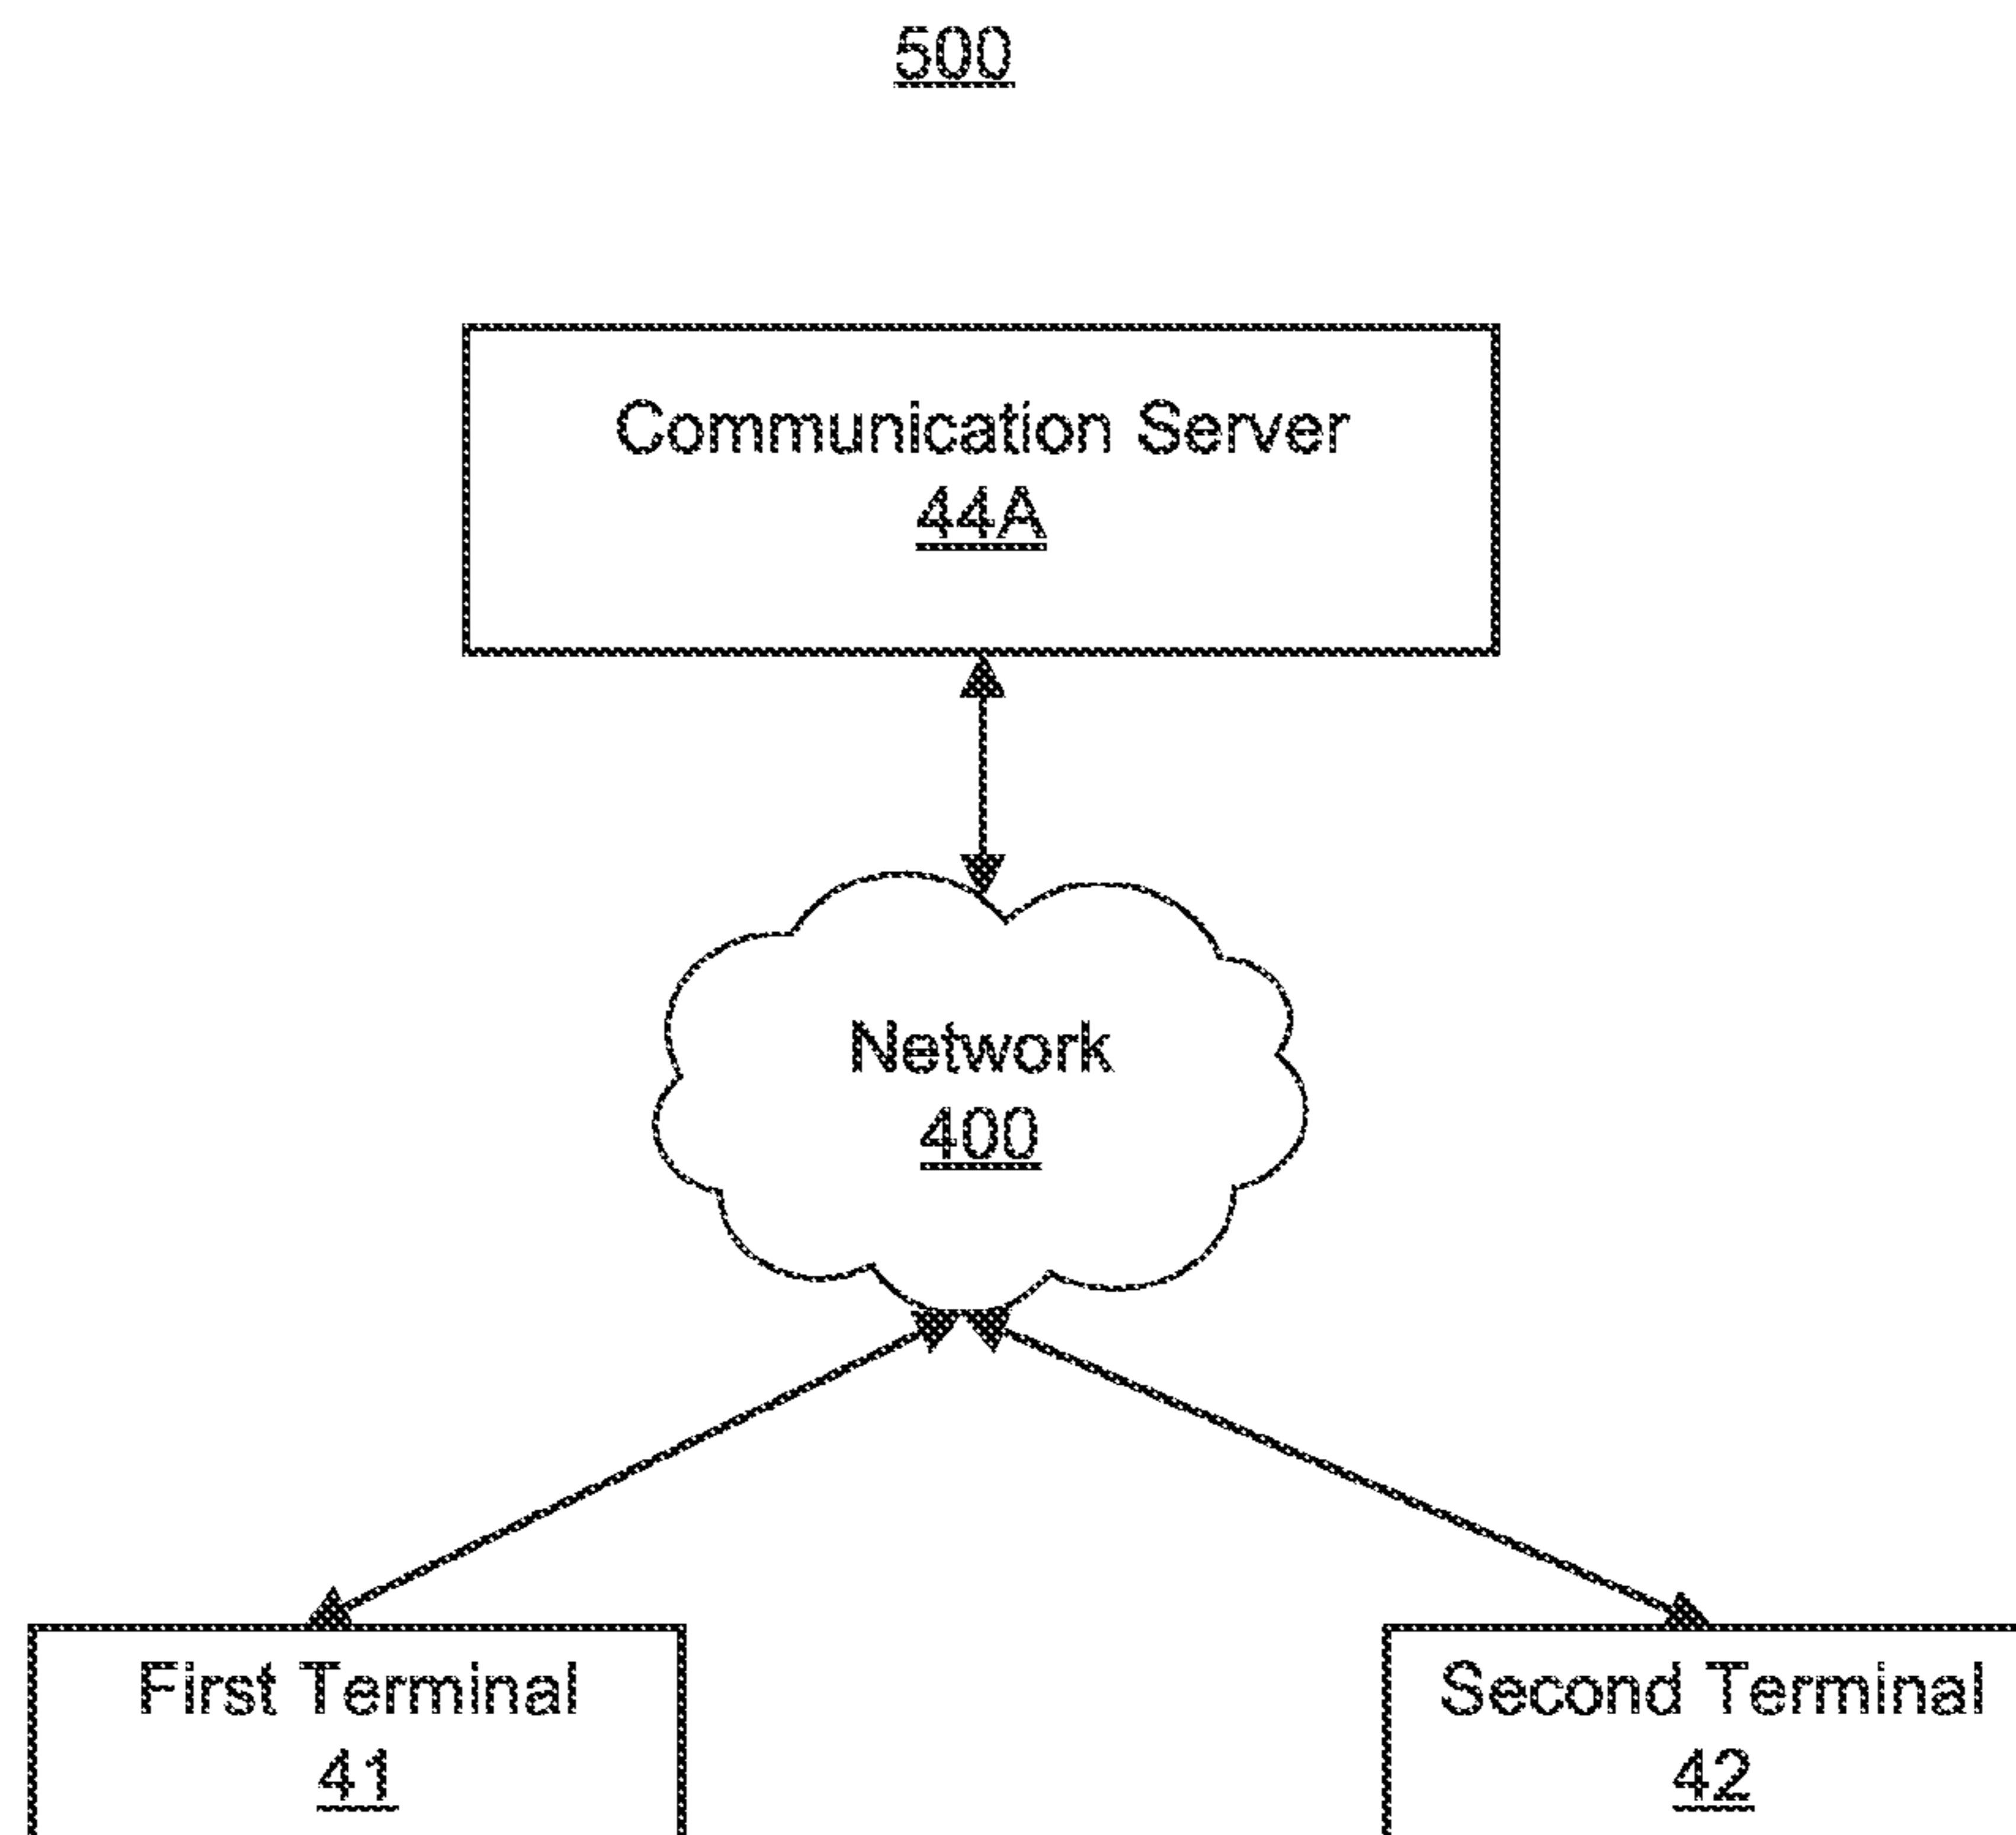 500
Communication Server
44A
Network
400
First Terminal
41
Second Terminal
42